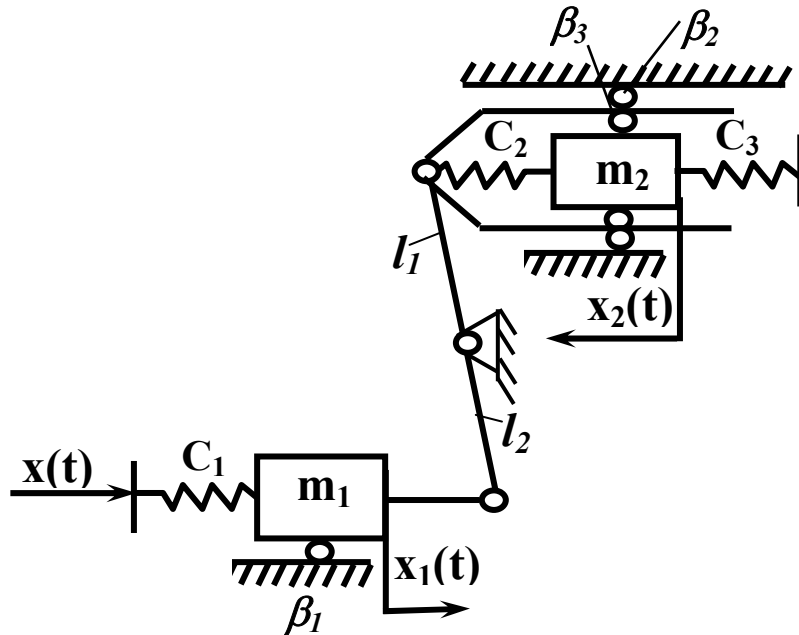 β₃
β₂
C₂
C₃
m₂
l₁
x₂(t)
l₂
x(t)
C₁
m₁
x₁(t)
β₁